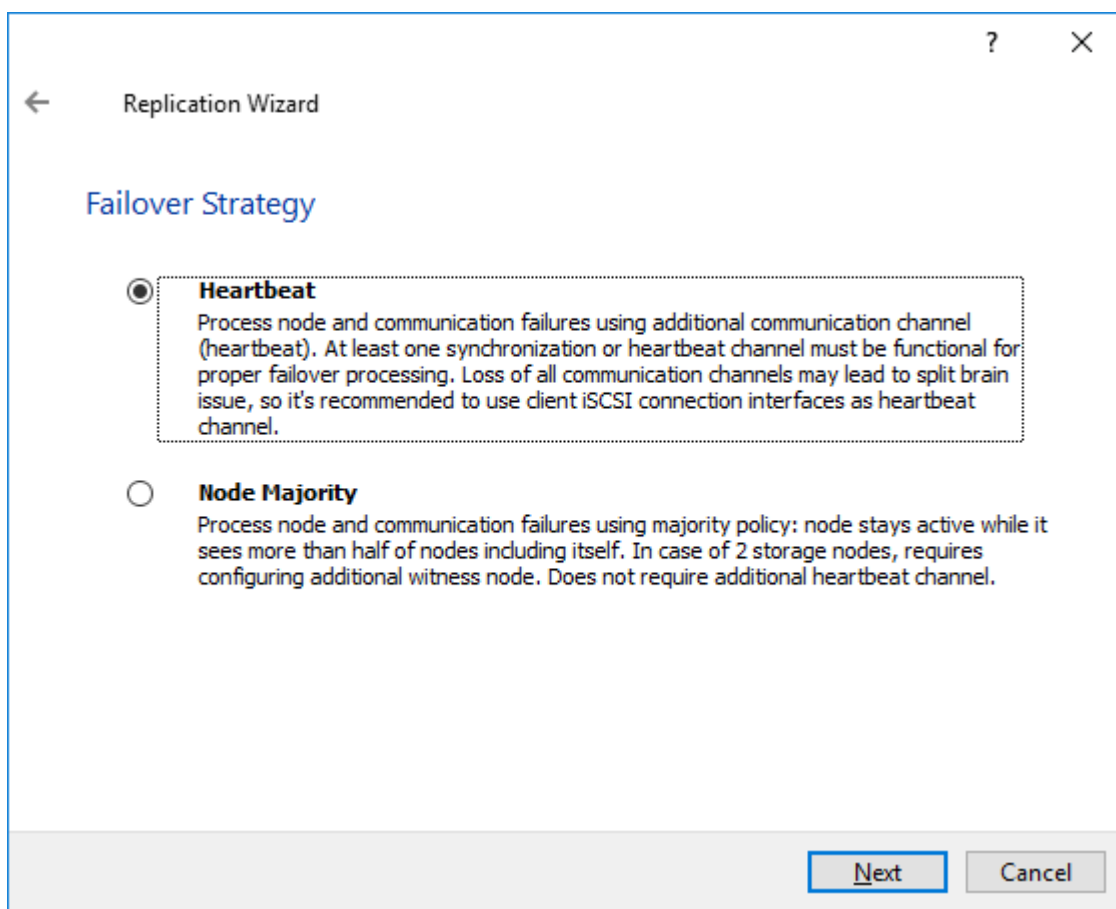 ?
Replication Wizard
Failover Strategy
Heartbeat
Process node and communication failures using additional communication channel
(heartbeat). At least one synchronization or heartbeat channel must be functional for
proper failover processing. Loss of all communication channels may lead to split brain
issue, so it's recommended to use client iSCSI connection interfaces as heartbeat
channel.
Node Majority
Process node and communication failures using majority policy: node stays active while it
sees more than half of nodes including itself. In case of 2 storage nodes, requires
configuring additional witness node. Does not require additional heartbeat channel.
Next Cancel